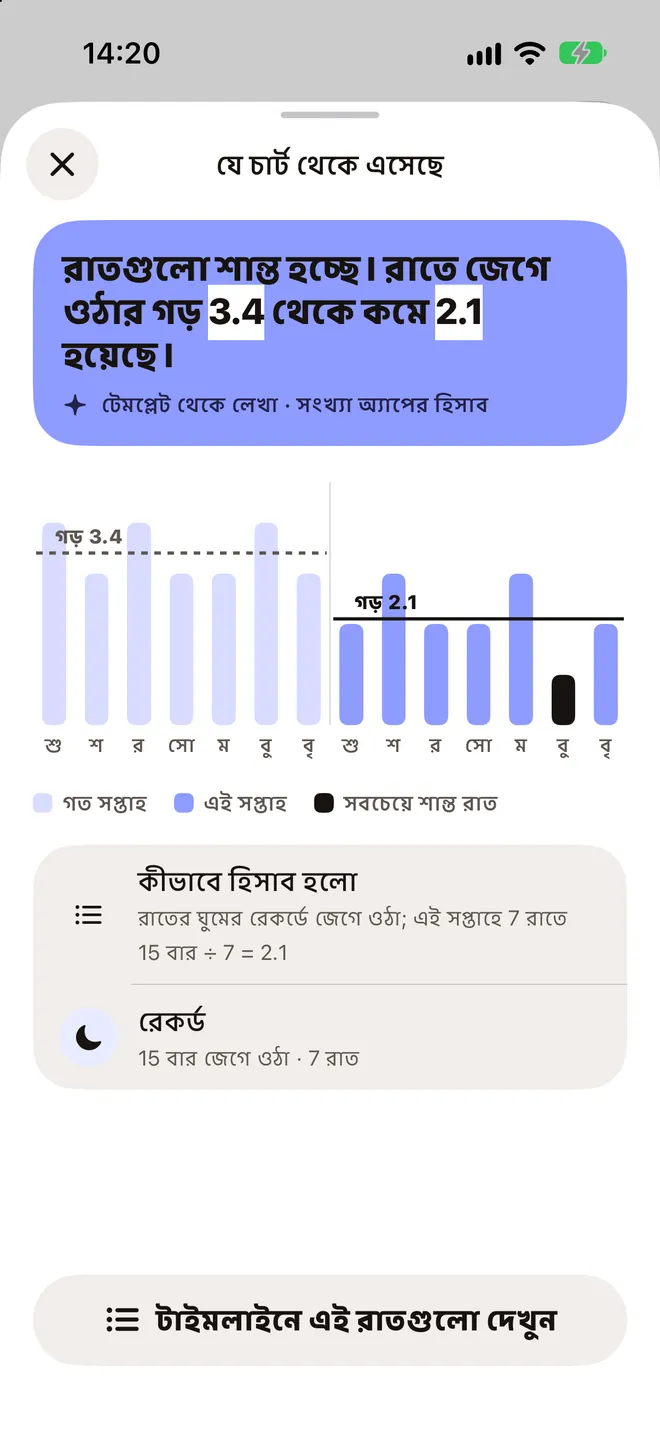 14:20
যে চার্ট থেকে এসেছে
রাতগুলো শান্ত হচ্ছে। রাতে জেগে
ওঠার গড় 3.4 থেকে কমে 2.1
হয়েছে।
টেমপ্লেট থেকে লেখা · সংখ্যা অ্যাপের হিসাব
গড় 3.4
গড় 2.1
শু শ র সো ম বু বৃ শু শ র সো ম বু বৃ
গত সপ্তাহ এই সপ্তাহ সবচেয়ে শান্ত রাত
কীভাবে হিসাব হলো
রাতের ঘুমের রেকর্ডে জেগে ওঠা; এই সপ্তাহে 7 রাতে
15 বার ÷ 7 = 2.1
রেকর্ড
15 বার জেগে ওঠা · 7 রাত
টাইমলাইনে এই রাতগুলো দেখুন